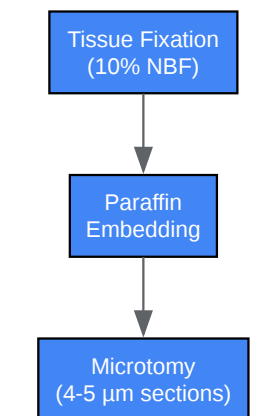 Tissue Fixation
(10% NBF)
Paraffin
Embedding
Microtomy
(4-5 µm sections)